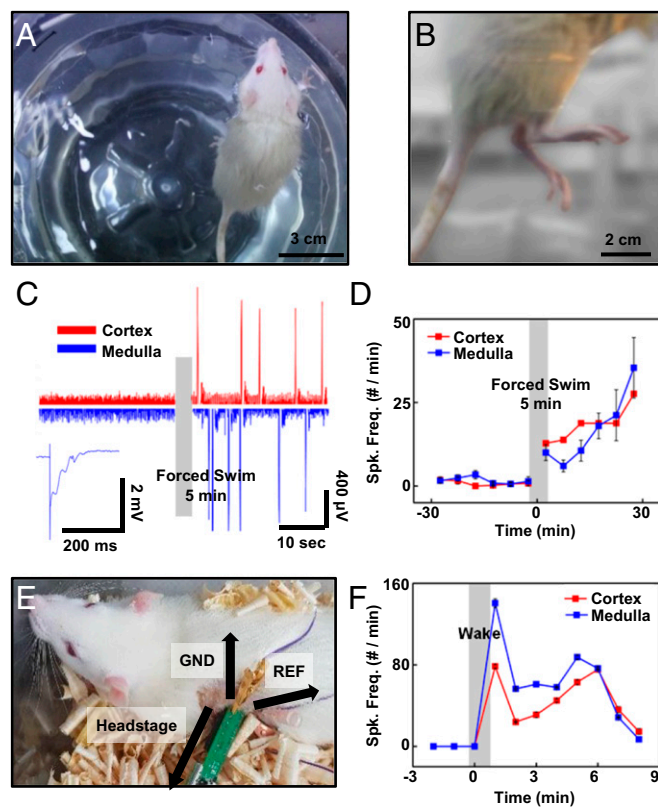 A
3 cm
B
2 cm
C
Cortex
Medulla
Forced Swim
5 min
2 mV
200 ms
400 μV
10 sec
D
Spk. Freq. (# / min)
50
25
0
Cortex
Medulla
Forced Swim
5 min
-30
0
30
Time (min)
E
GND
REF
Headstage
F
Spk. Freq. (# / min)
160
80
0
Cortex
Medulla
Wake
-3
0
3
6
9
Time (min)